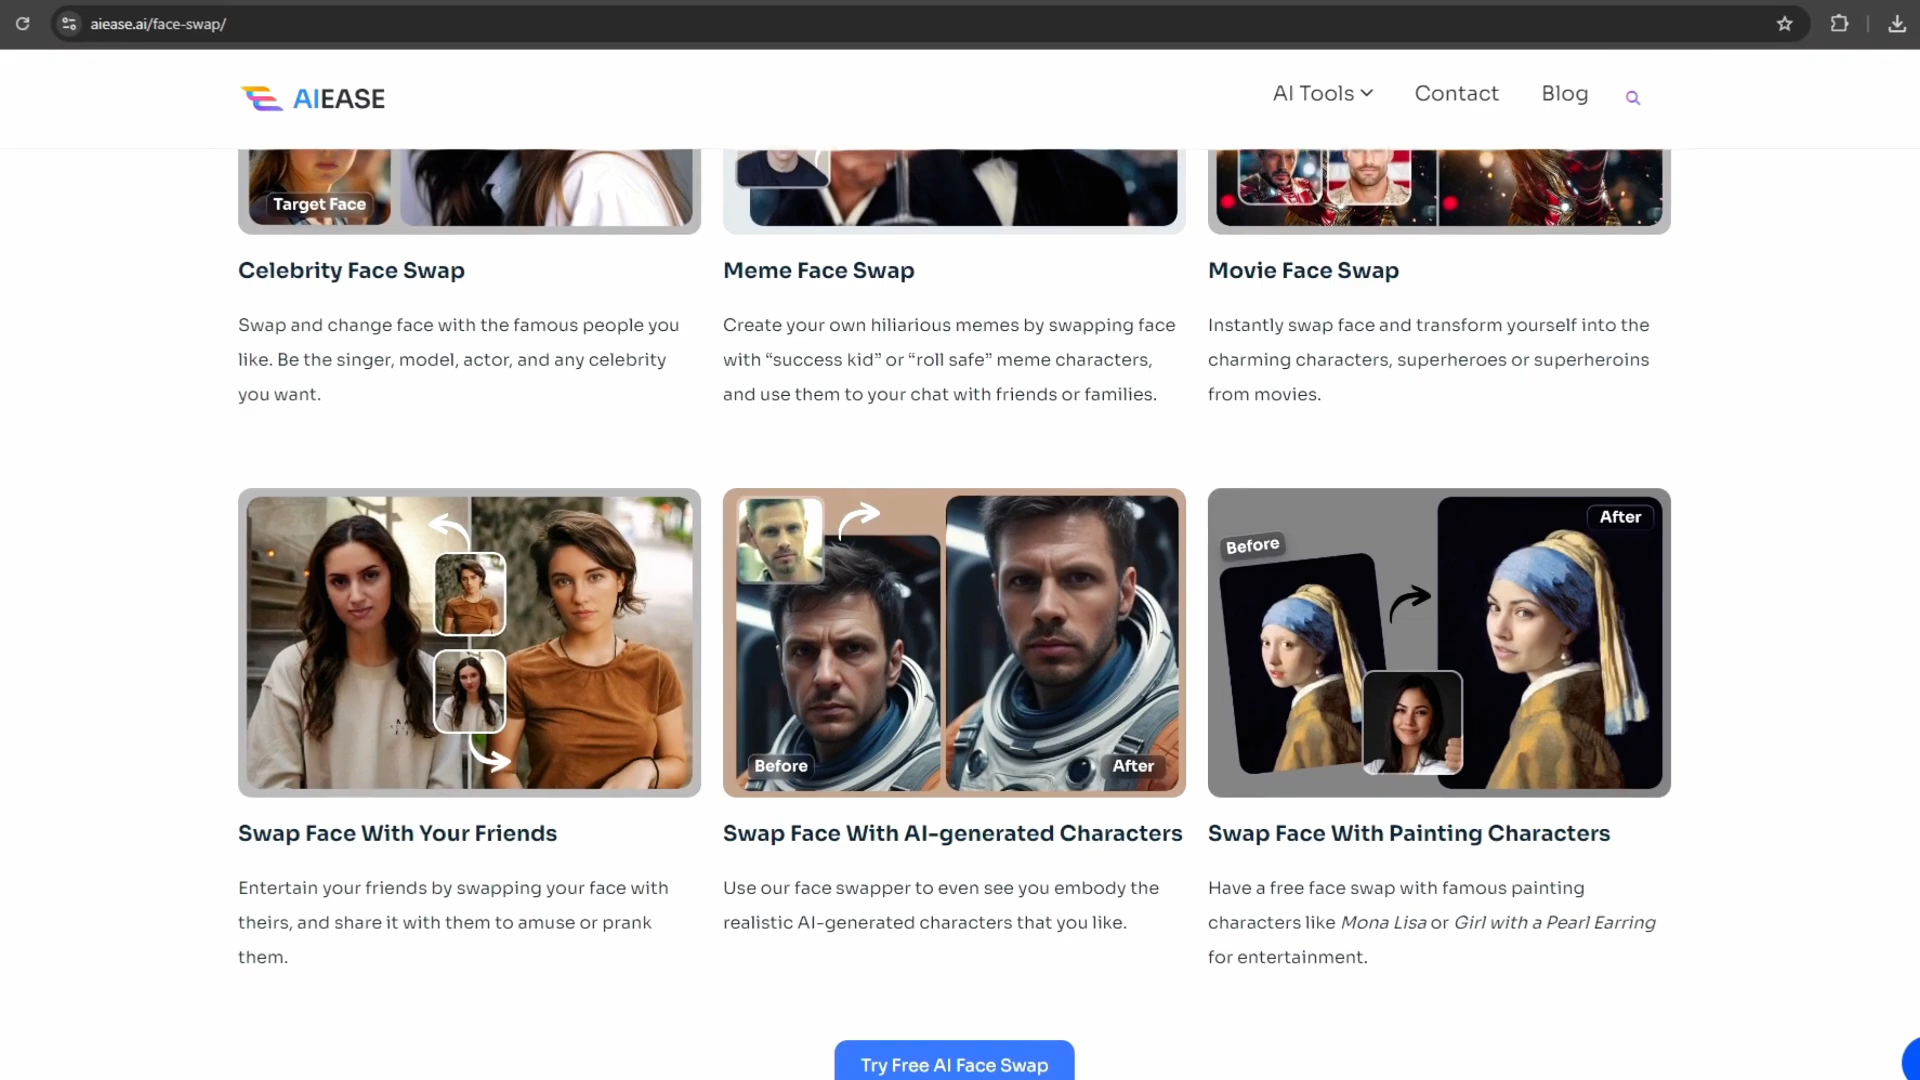 aiease.ai/face-swap/
AIEASE
AI Tools
Contact
Blog
Target Face
Celebrity Face Swap
Swap and change face with the famous people you
like. Be the singer, model, actor, and any celebrity
you want.
Meme Face Swap
Create your own hiliarious memes by swapping face
with “success kid” or “roll safe” meme characters,
and use them to your chat with friends or families.
Movie Face Swap
Instantly swap face and transform yourself into the
charming characters, superheroes or superheroins
from movies.
Swap Face With Your Friends
Entertain your friends by swapping your face with
theirs, and share it with them to amuse or prank
them.
Before
After
Swap Face With AI-generated Characters
Use our face swapper to even see you embody the
realistic AI-generated characters that you like.
Before
After
Swap Face With Painting Characters
Have a free face swap with famous painting
characters like Mona Lisa or Girl with a Pearl Earring
for entertainment.
Try Free AI Face Swap